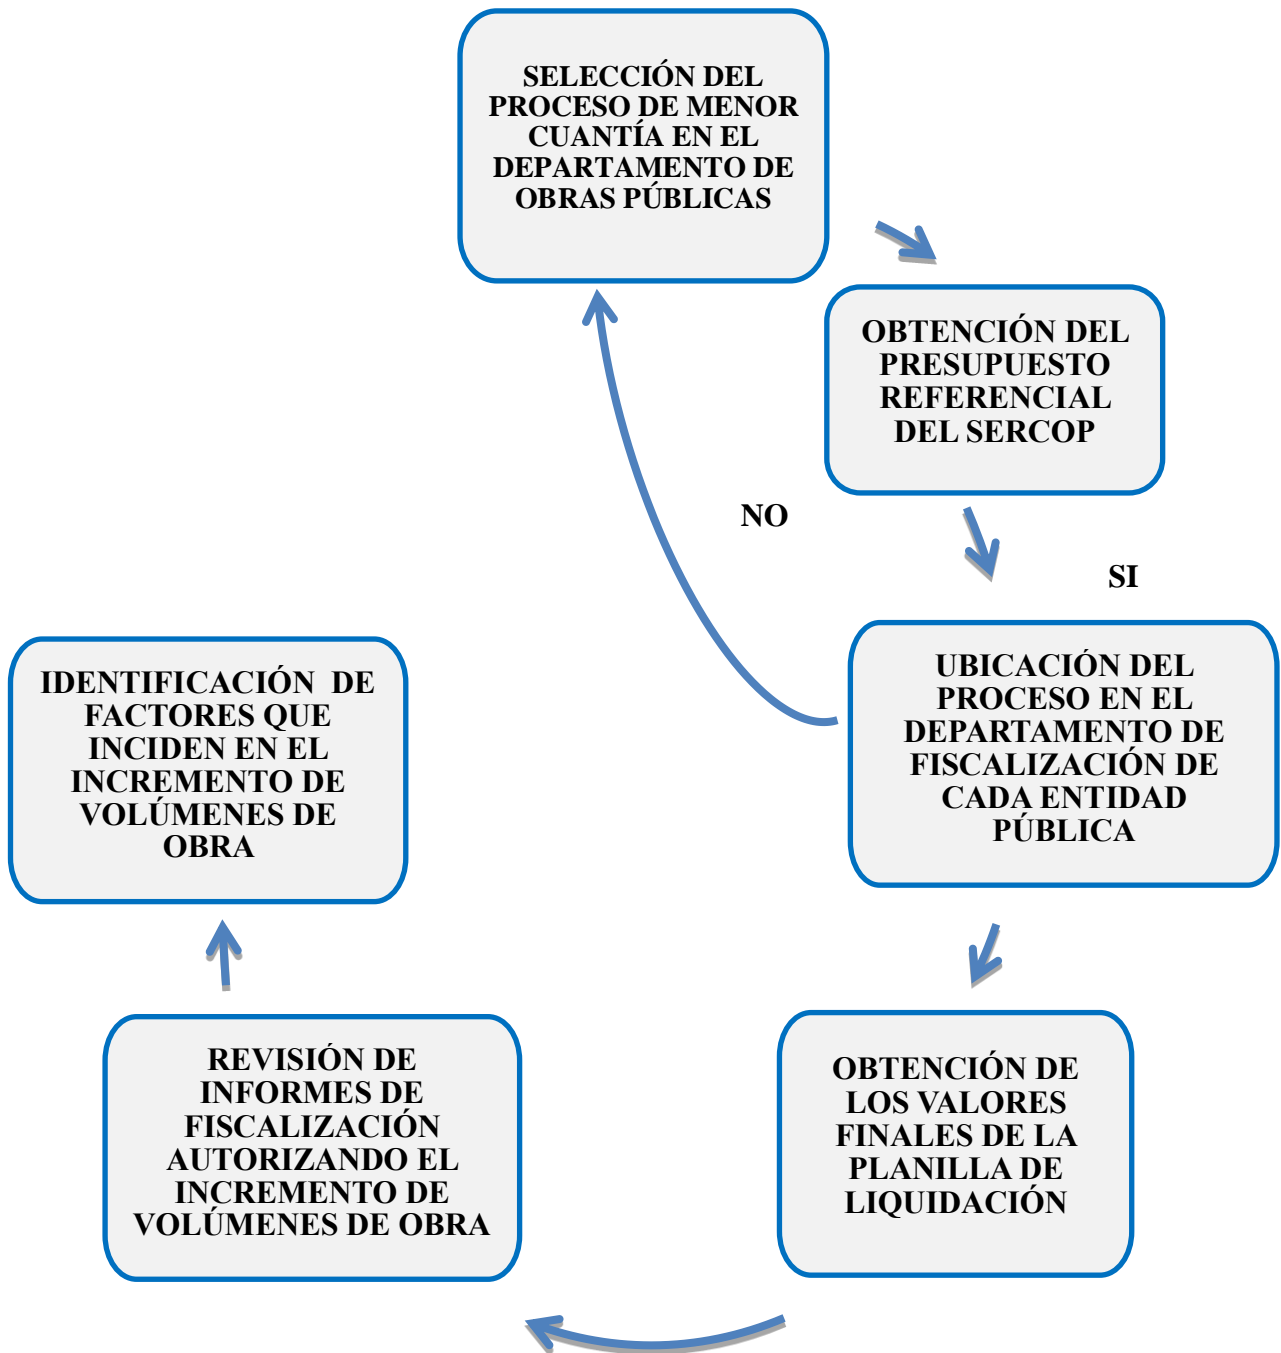 SELECCIÓN DEL
PROCESO DE MENOR
CUANTÍA EN EL
DEPARTAMENTO DE
OBRAS PÚBLICAS
OBTENCIÓN DEL
PRESUPUESTO
REFERENCIAL
DEL SERCOP
NO
SI
UBICACIÓN DEL
PROCESO EN EL
DEPARTAMENTO DE
FISCALIZACIÓN DE
CADA ENTIDAD
PÚBLICA
OBTENCIÓN DE
LOS VALORES
FINALES DE LA
PLANILLA DE
LIQUIDACIÓN
REVISIÓN DE
INFORMES DE
FISCALIZACIÓN
AUTORIZANDO EL
INCREMENTO DE
VOLÚMENES DE OBRA
IDENTIFICACIÓN DE
FACTORES QUE
INCIDEN EN EL
INCREMENTO DE
VOLÚMENES DE
OBRA